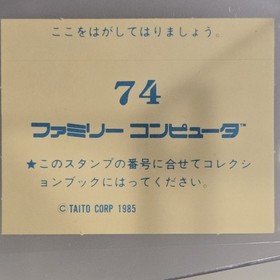 ここをはがしてはりましょう。
74
ファミリー コンピュータ™
★このスタンプの番号に合せてコレクシ
ョンブックにはってください。
©TAITO CORP 1985